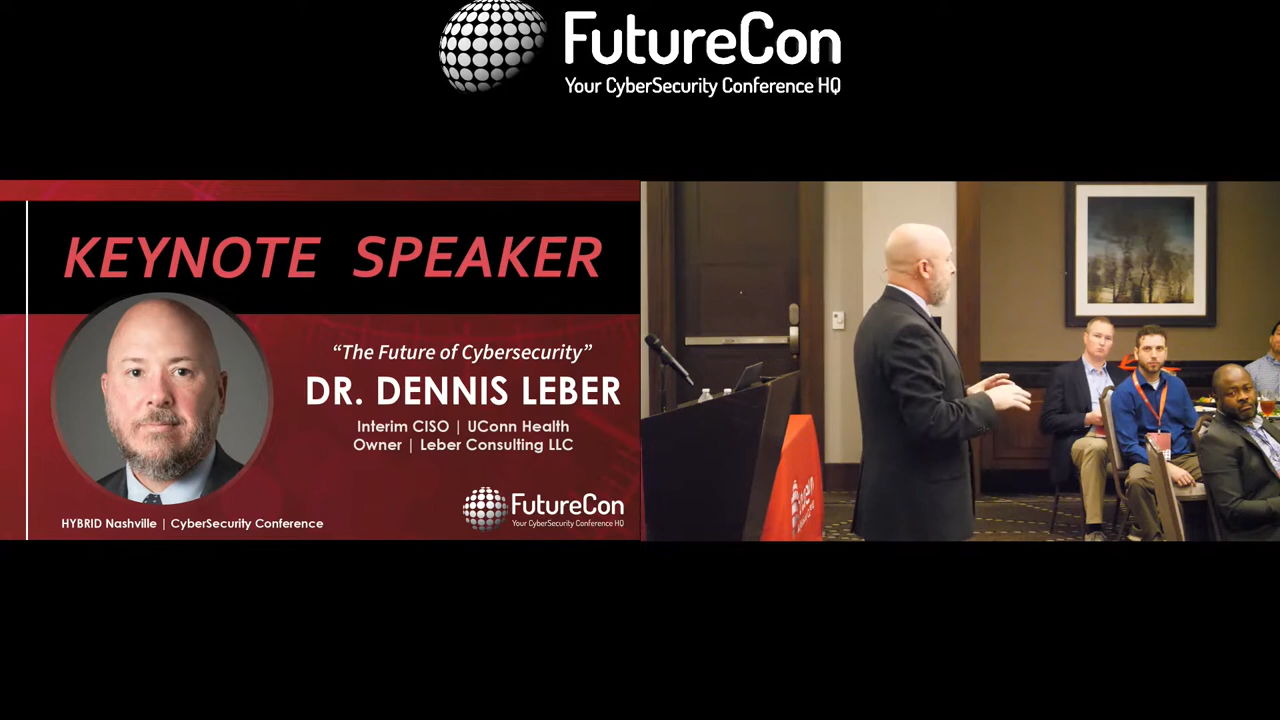 FutureCon
Your CyberSecurity Conference HQ
KEYNOTE SPEAKER
“The Future of Cybersecurity”
DR. DENNIS LEBER
Interim CISO | UConn Health
Owner | Leber Consulting LLC
FutureCon
Your CyberSecurity Conference HQ
HYBRID Nashville | CyberSecurity Conference